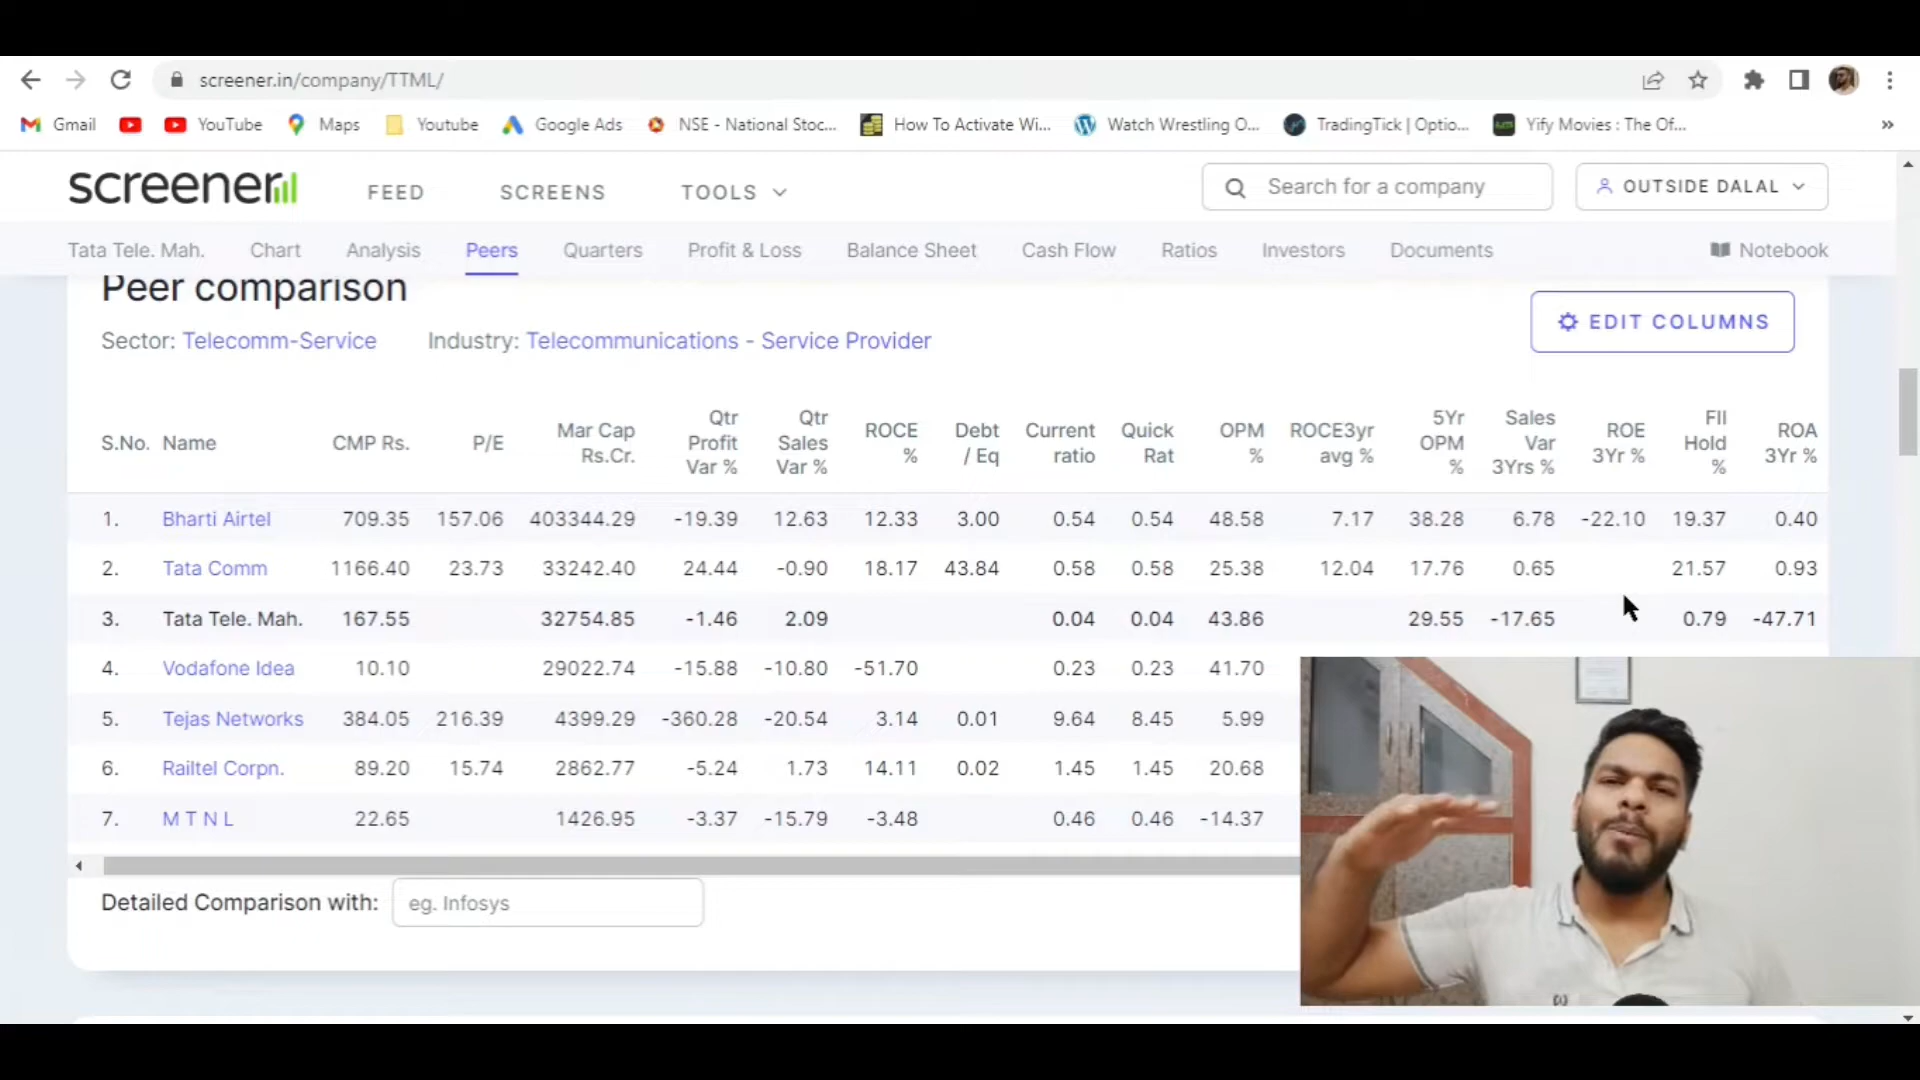 screener.in/company/TTML/
Gmail YouTube Maps Youtube Google Ads NSE - National Stoc... How To Activate Wi... Watch Wrestling O... TradingTick | Optio... Yify Movies : The Of... »
screener FEED SCREENS TOOLS Search for a company OUTSIDE DALAL
Tata Tele. Mah. Chart Analysis Peers Quarters Profit & Loss Balance Sheet Cash Flow Ratios Investors Documents Notebook
Peer comparison
EDIT COLUMNS
Sector: Telecomm-Service Industry: Telecommunications - Service Provider
S.No. Name CMP Rs. P/E Mar Cap Rs.Cr. Qtr Profit Var % Qtr Sales Var % ROCE % Debt / Eq Current ratio Quick Rat OPM % ROCE3yr avg % 5Yr OPM % Sales Var 3Yrs % ROE 3Yr % FII Hold % ROA 3Yr %
1. Bharti Airtel 709.35 157.06 403344.29 -19.39 12.63 12.33 3.00 0.54 0.54 48.58 7.17 38.28 6.78 -22.10 19.37 0.40
2. Tata Comm 1166.40 23.73 33242.40 24.44 -0.90 18.17 43.84 0.58 0.58 25.38 12.04 17.76 0.65 21.57 0.93
3. Tata Tele. Mah. 167.55 32754.85 -1.46 2.09 0.04 0.04 43.86 29.55 -17.65 0.79 -47.71
4. Vodafone Idea 10.10 29022.74 -15.88 -10.80 -51.70 0.23 0.23 41.70
5. Tejas Networks 384.05 216.39 4399.29 -360.28 -20.54 3.14 0.01 9.64 8.45 5.99
6. Railtel Corpn. 89.20 15.74 2862.77 -5.24 1.73 14.11 0.02 1.45 1.45 20.68
7. M T N L 22.65 1426.95 -3.37 -15.79 -3.48 0.46 0.46 -14.37
Detailed Comparison with: eg. Infosys